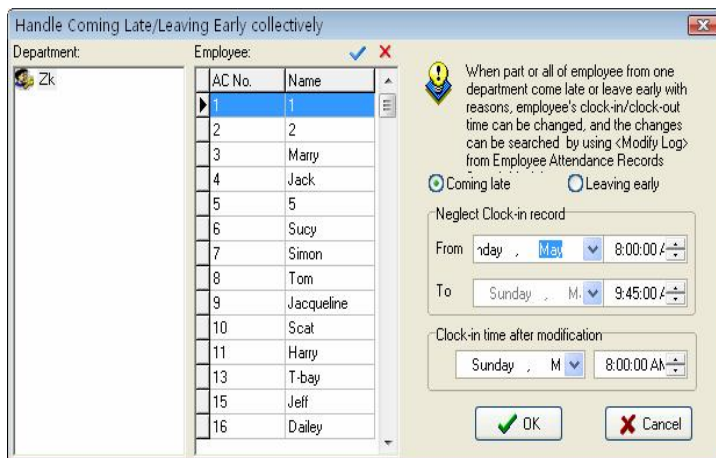 Handle Coming Late/Leaving Early collectively
Department:
Zk
Employee:
AC No. Name
1 1
2 2
3 Marry
4 Jack
5 5
6 Sucy
7 Simon
8 Tom
9 Jacqueline
10 Scat
11 Harry
13 T-bay
15 Jeff
16 Dailey
When part or all of employee from one
department come late or leave early with
reasons, employee's clock-in/clock-out
time can be changed, and the changes
can be searched by using <Modify Log>
from Employee Attendance Records
Coming late Leaving early
Neglect Clock-in record
From nday , May 8:00:00 A
To Sunday , M. 9:45:00 A
Clock-in time after modification
Sunday , M 8:00:00 AM
OK Cancel